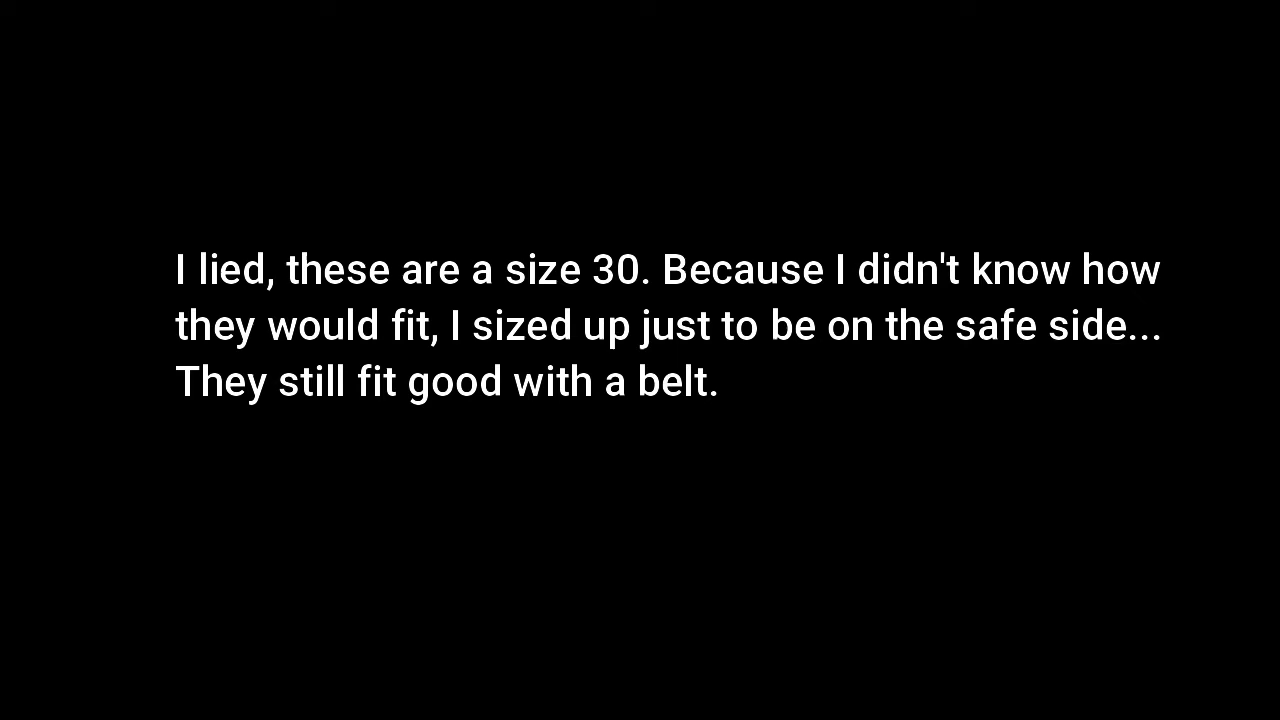 I lied, these are a size 30. Because I didn't know how
they would fit, I sized up just to be on the safe side...
They still fit good with a belt.